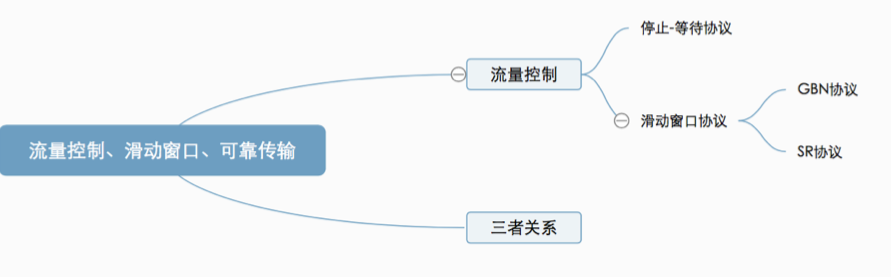 流量控制、滑动窗口、可靠传输
流量控制
停止-等待协议
滑动窗口协议
GBN协议
SR协议
三者关系